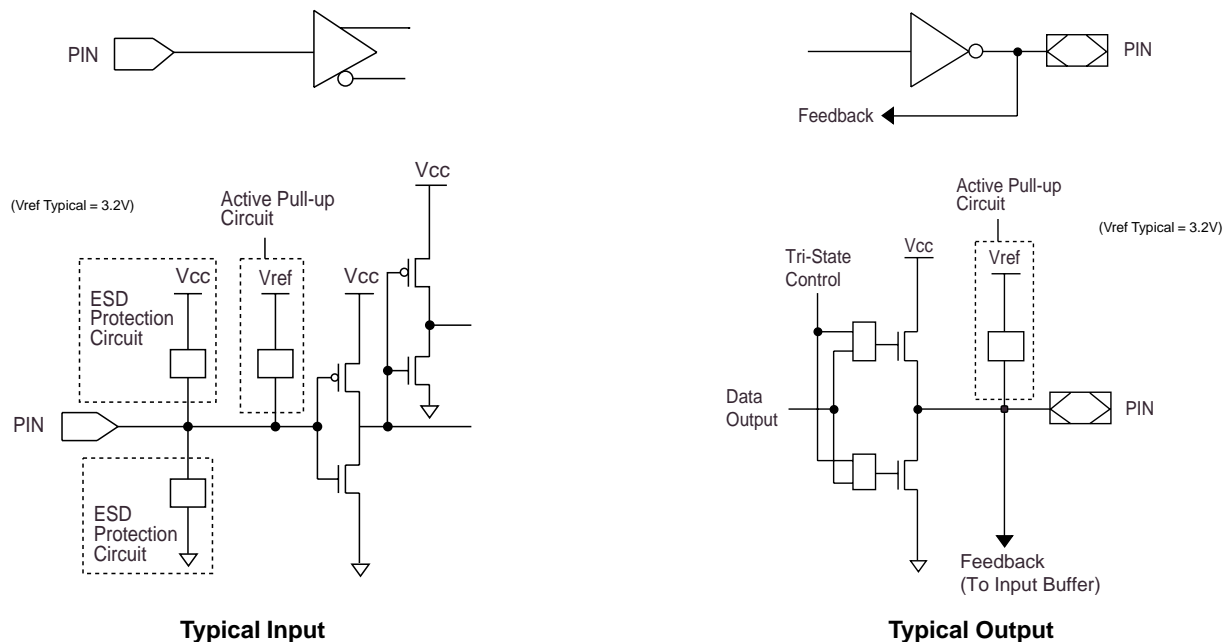 PIN
PIN
Feedback
Vcc
(Vref Typical = 3.2V)
Active Pull-up
Circuit
Vcc
Vref
Vcc
ESD
Protection
Circuit
PIN
ESD
Protection
Circuit
Typical Input
Active Pull-up
Circuit
(Vref Typical = 3.2V)
Tri-State
Control
Vcc
Vref
Data
Output
PIN
Feedback
(To Input Buffer)
Typical Output